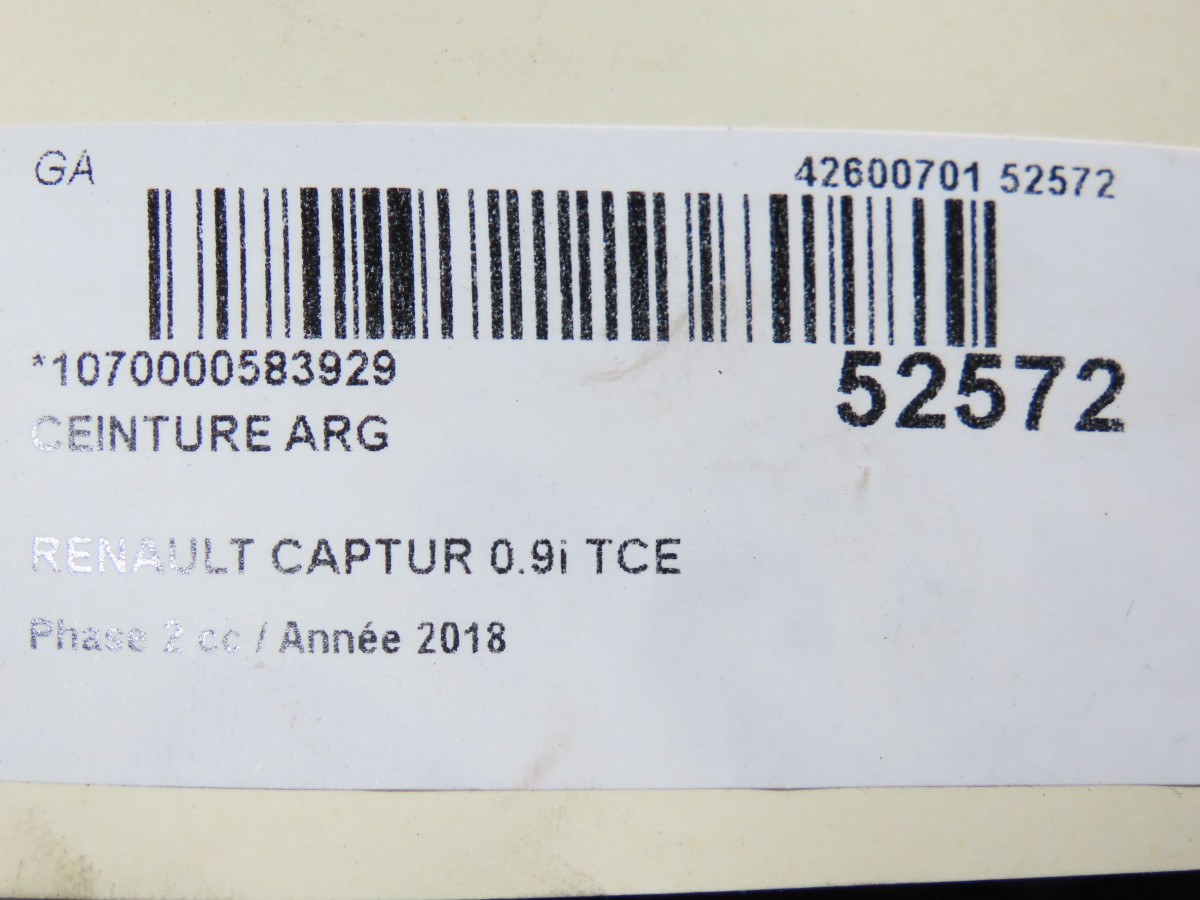 GA
42600701 52572
*1070000583929
52572
CEINTURE ARG
RENAULT CAPTUR 0.9i TCE
Phase 2 cc / Année 2018